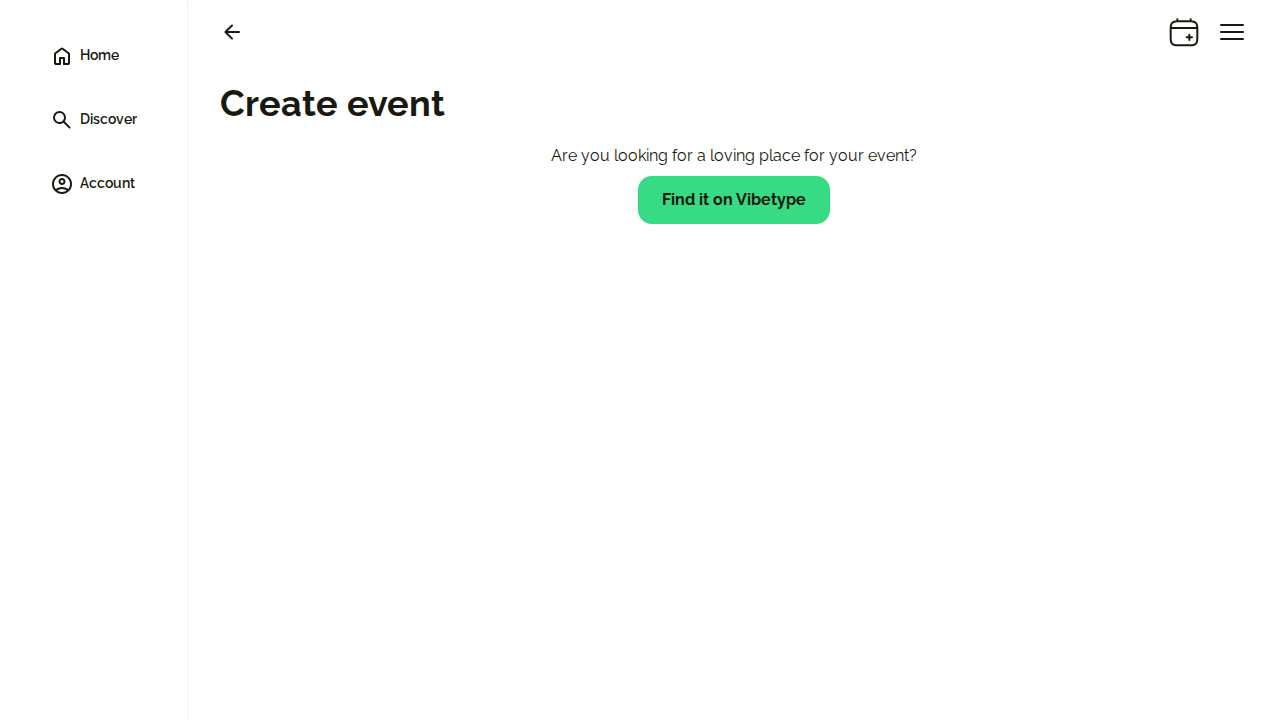 Home
Discover
Account
Create event
Are you looking for a loving place for your event?
Find it on Vibetype